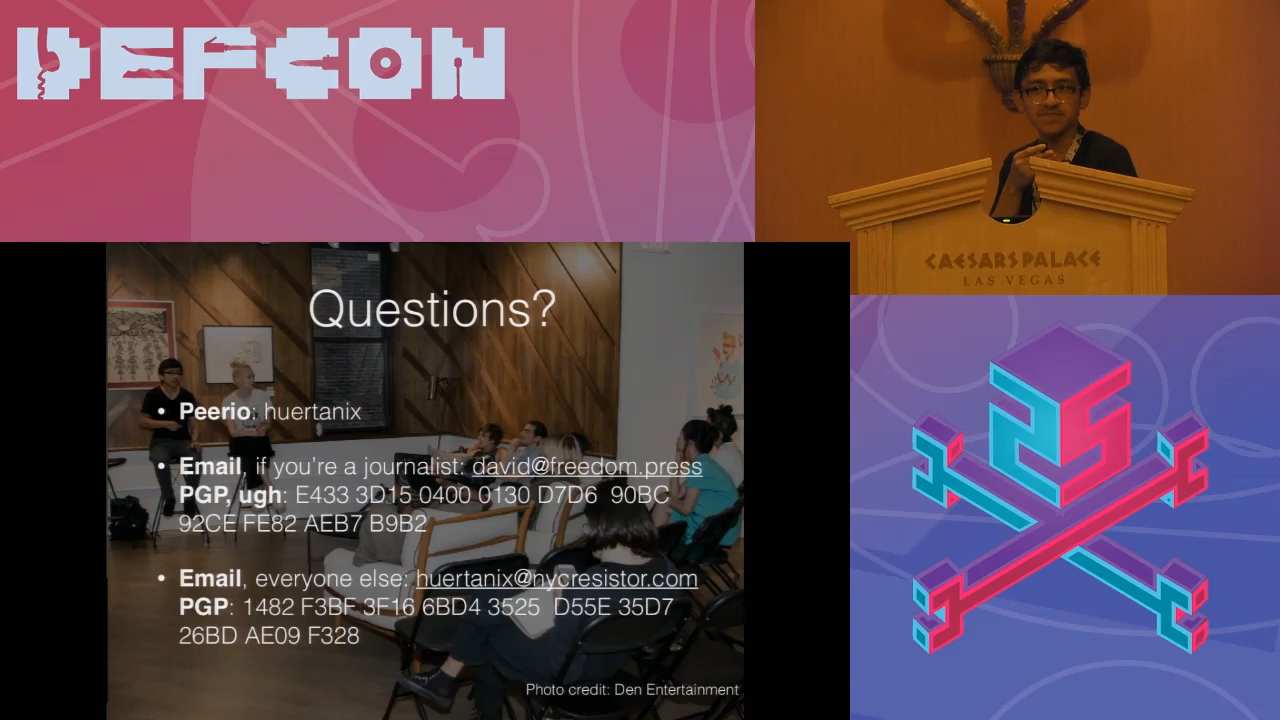 DEFCON
CAESARS PALACE
LAS VEGAS
Questions?
• Peerio: huertanix
• Email, if you're a journalist: david@freedom.press
PGP, ugh: E433 3D15 0400 0130 D7D6 90BC
92CE FE82 AEB7 B9B2
• Email, everyone else: huertanix@nycresistor.com
PGP: 1482 F3BF 3F16 6BD4 3525 D55E 35D7
26BD AE09 F328
Photo credit: Den Entertainment
25